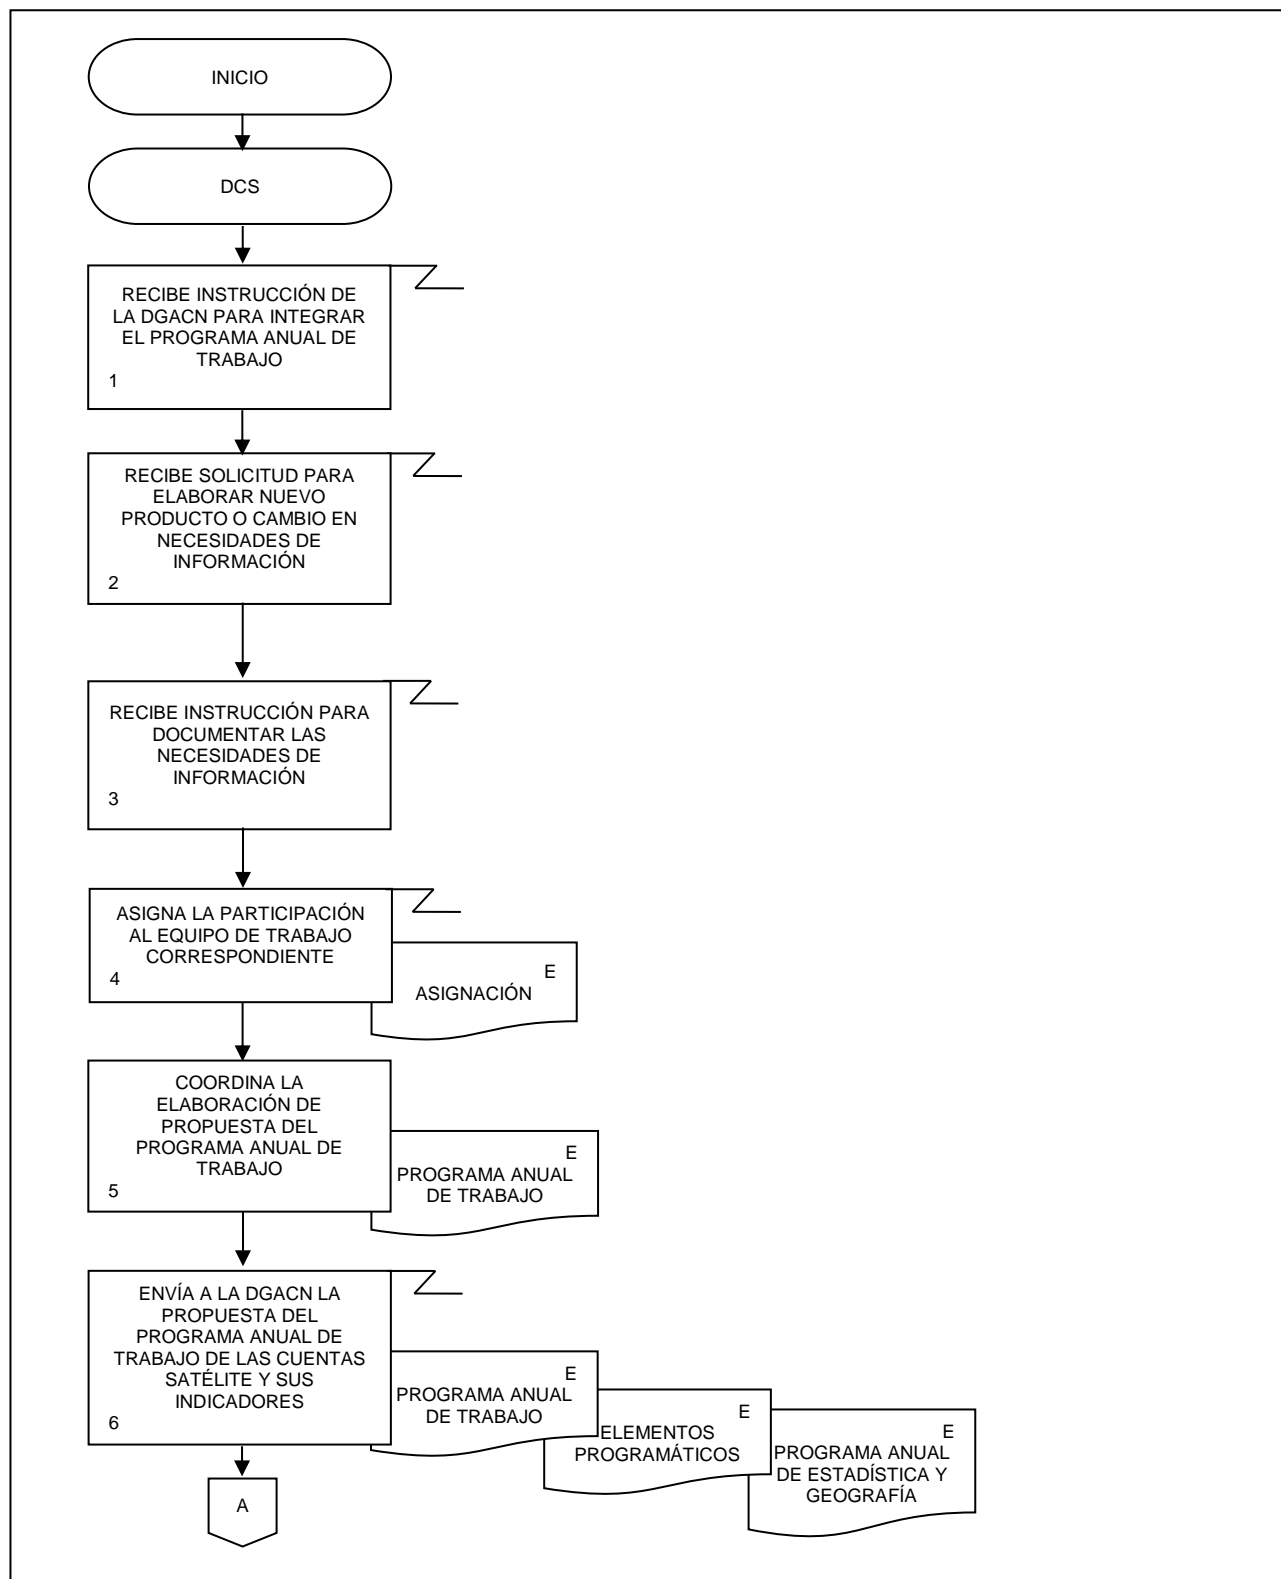 INICIO
DCS
RECIBE INSTRUCCIÓN DE
LA DGACN PARA INTEGRAR
EL PROGRAMA ANUAL DE
TRABAJO
1
RECIBE SOLICITUD PARA
ELABORAR NUEVO
PRODUCTO O CAMBIO EN
NECESIDADES DE
INFORMACIÓN
2
RECIBE INSTRUCCIÓN PARA
DOCUMENTAR LAS
NECESIDADES DE
INFORMACIÓN
3
ASIGNA LA PARTICIPACIÓN
AL EQUIPO DE TRABAJO
CORRESPONDIENTE
4
E
ASIGNACIÓN
COORDINA LA
ELABORACIÓN DE
PROPUESTA DEL
PROGRAMA ANUAL DE
TRABAJO
5
E
PROGRAMA ANUAL
DE TRABAJO
ENVÍA A LA DGACN LA
PROPUESTA DEL
PROGRAMA ANUAL DE
TRABAJO DE LAS CUENTAS
SATÉLITE Y SUS
INDICADORES
6
E
PROGRAMA ANUAL
DE TRABAJO
E
ELEMENTOS
PROGRAMÁTICOS
E
PROGRAMA ANUAL
DE ESTADÍSTICA Y
GEOGRAFÍA
A